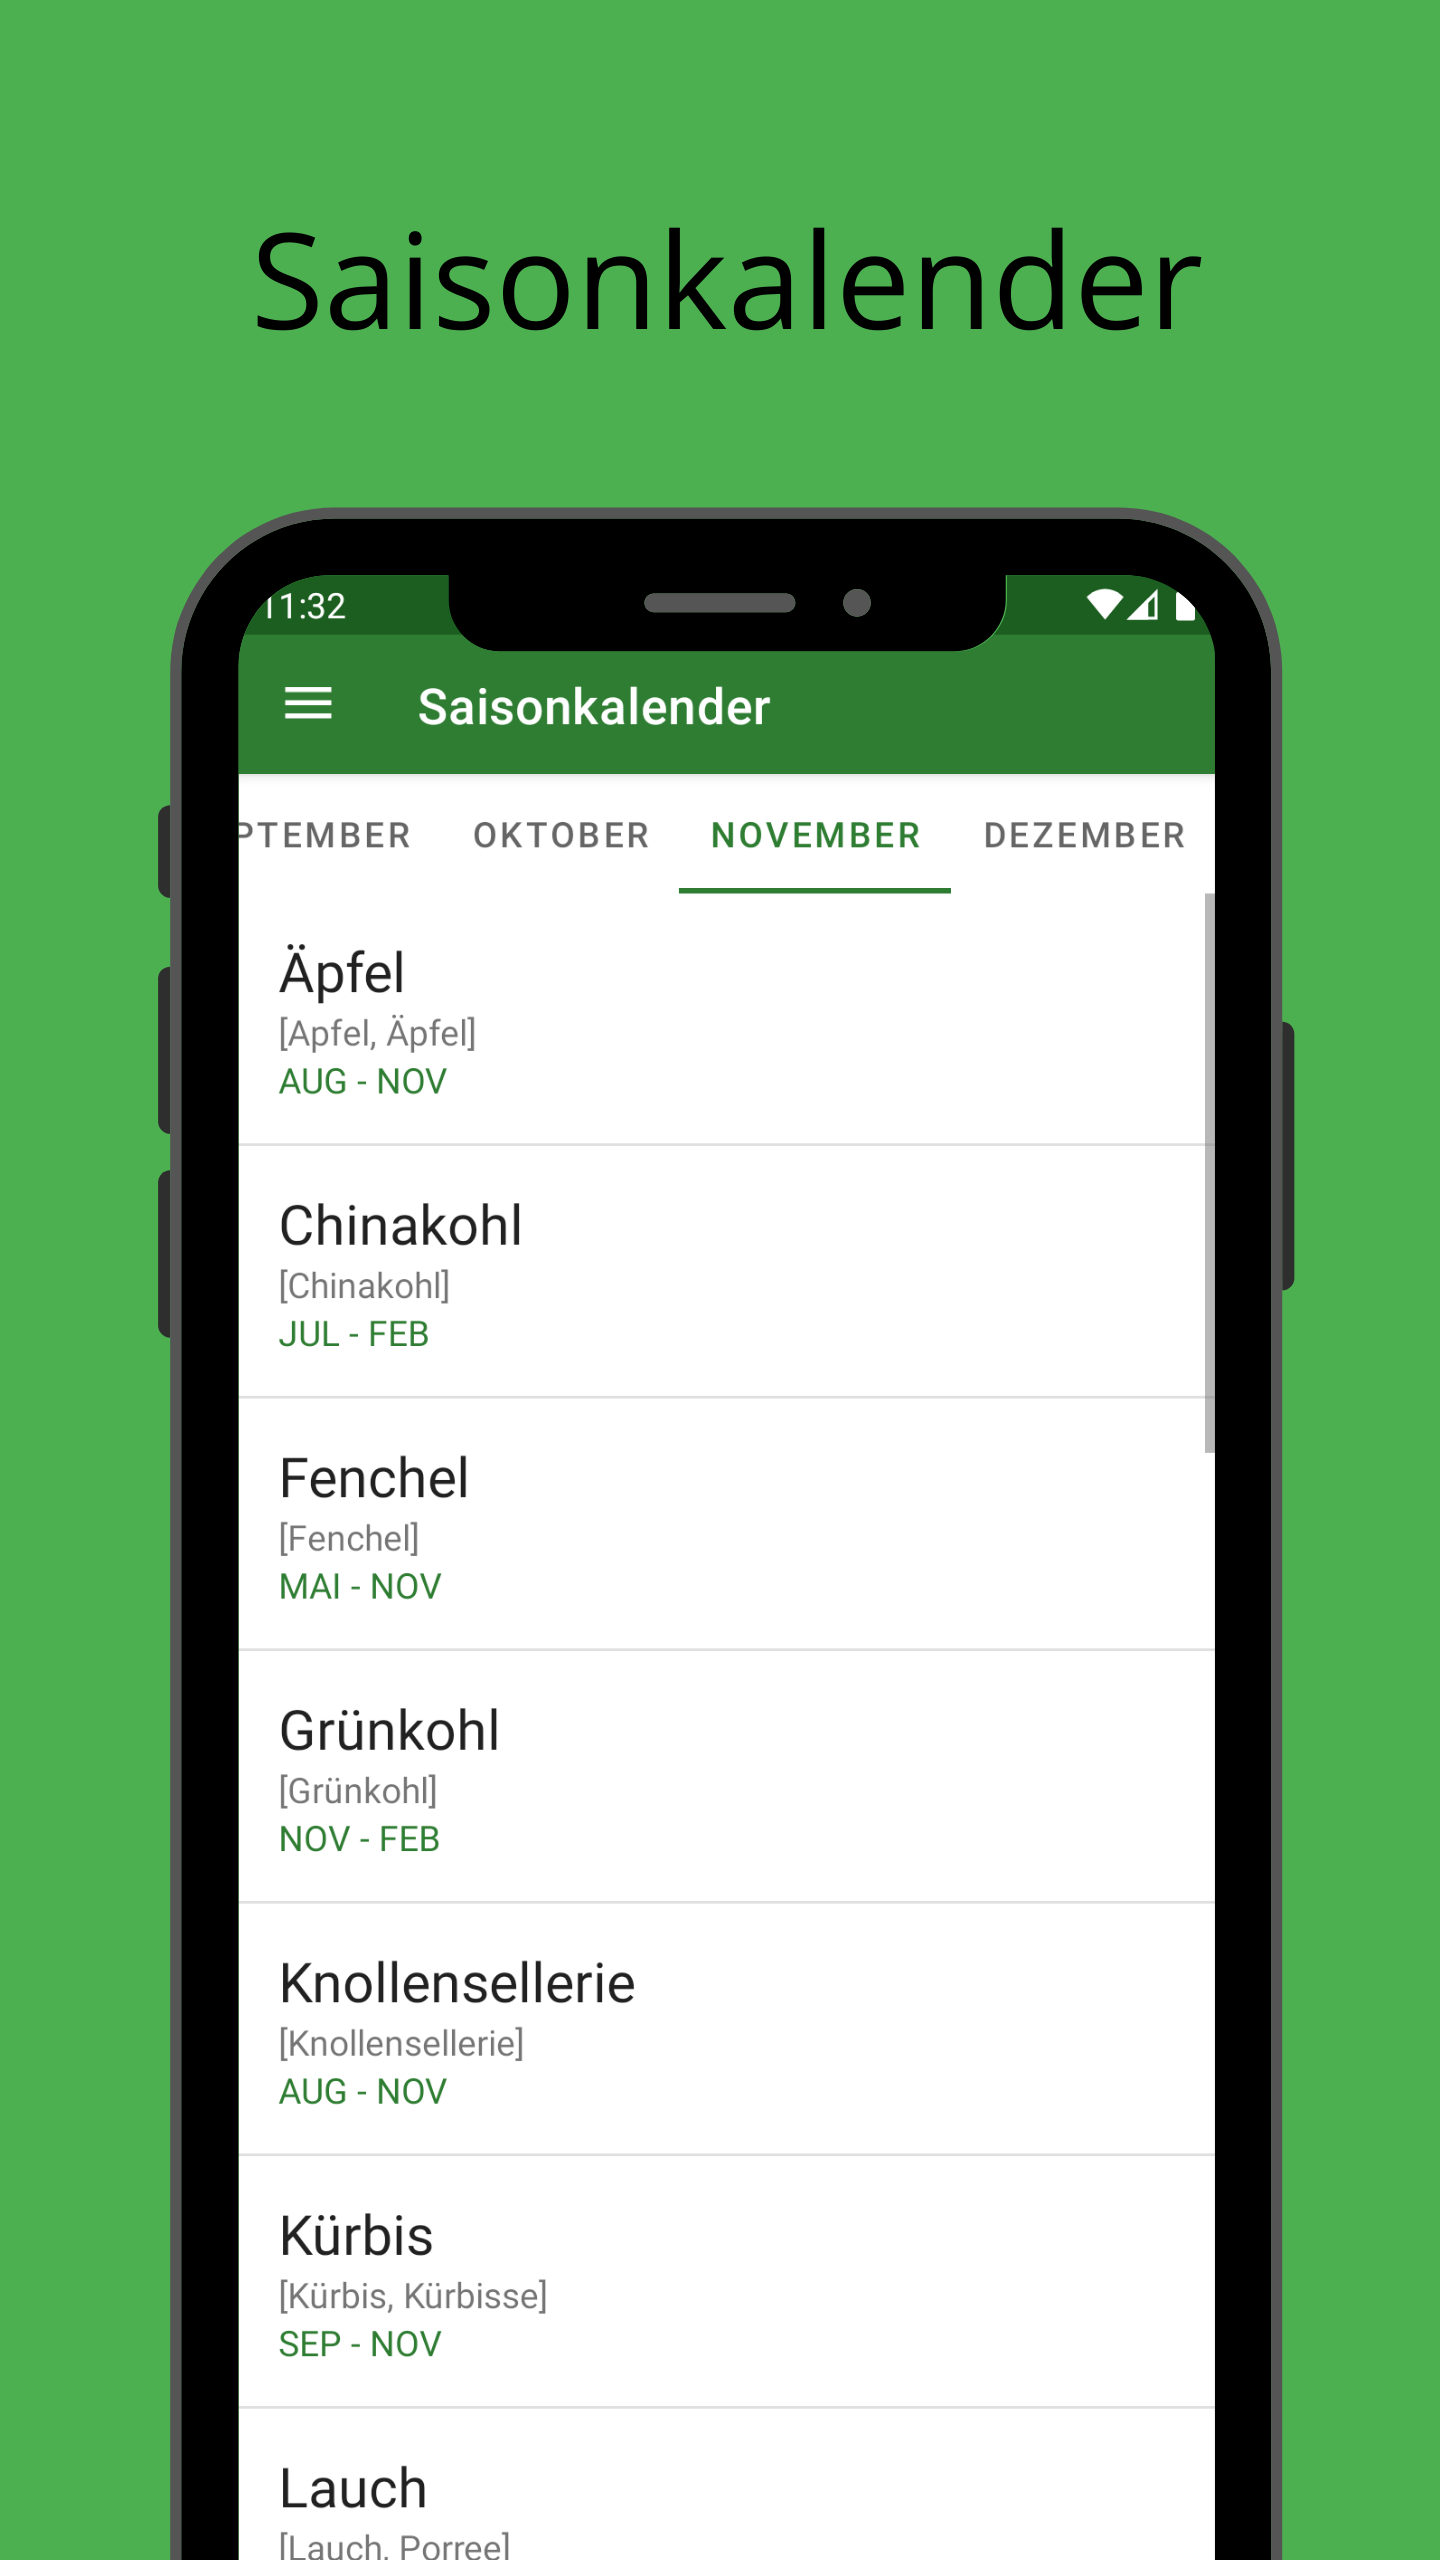 Saisonkalender
11:32
Saisonkalender
PTEMBER OKTOBER NOVEMBER DEZEMBER
Äpfel
[Apfel, Äpfel]
AUG - NOV
Chinakohl
[Chinakohl]
JUL - FEB
Fenchel
[Fenchel]
MAI - NOV
Grünkohl
[Grünkohl]
NOV - FEB
Knollensellerie
[Knollensellerie]
AUG - NOV
Kürbis
[Kürbis, Kürbisse]
SEP - NOV
Lauch
[Lauch, Porree]